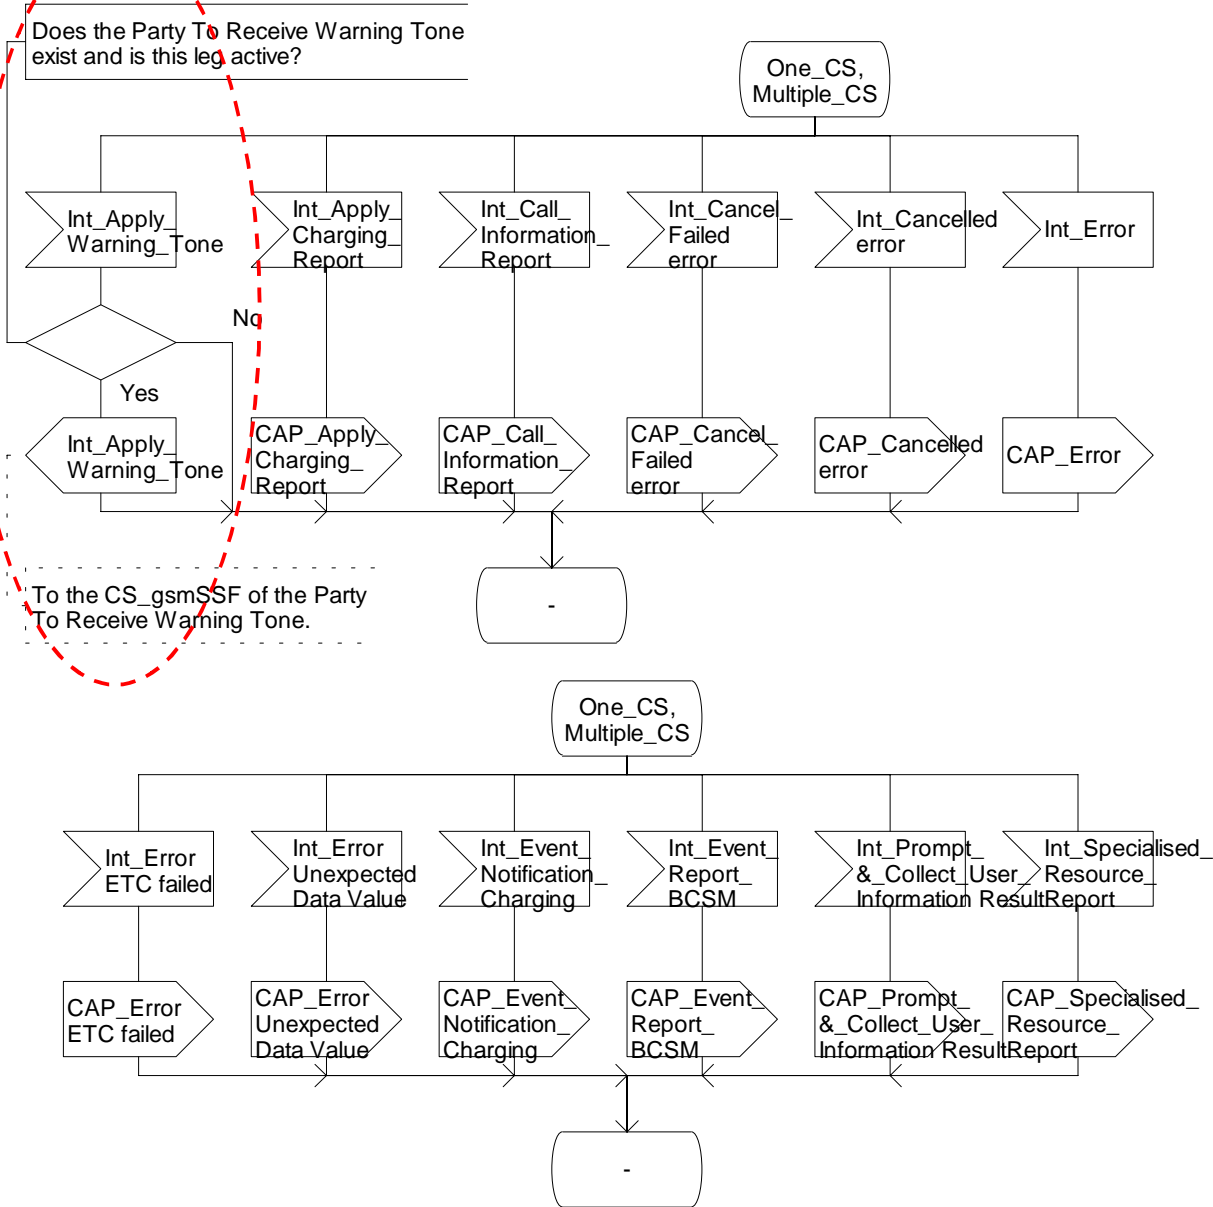 Does the Party To Receive Warning Tone
exist and is this leg active?
One_CS,
Multiple_CS
Int_Apply_
Warning_Tone
Int_Apply_
Charging_
Report
Int_Call_
Information_
Report
Int_Cancel_
Failed
error
Int_Cancelled
error
Int_Error
No
Yes
Int_Apply_
Warning_Tone
CAP_Apply_
Charging_
Report
CAP_Call_
Information_
Report
CAP_Cancel_
Failed
error
CAP_Cancelled
error
CAP_Error
To the CS_gsmSSF of the Party
To Receive Warning Tone.
-
One_CS,
Multiple_CS
Int_Error
ETC failed
Int_Error
Unexpected
Data Value
Int_Event_
Notification_
Charging
Int_Event_
Report_
BCSM
Int_Prompt_
&_Collect_User_
Information Result
Int_Specialised_
Resource_
Report
CAP_Error
ETC failed
CAP_Error
Unexpected
Data Value
CAP_Event_
Notification_
Charging
CAP_Event_
Report_
BCSM
CAP_Prompt_
&_Collect_User_
Information Result
CAP_Specialised_
Resource_
Report
-